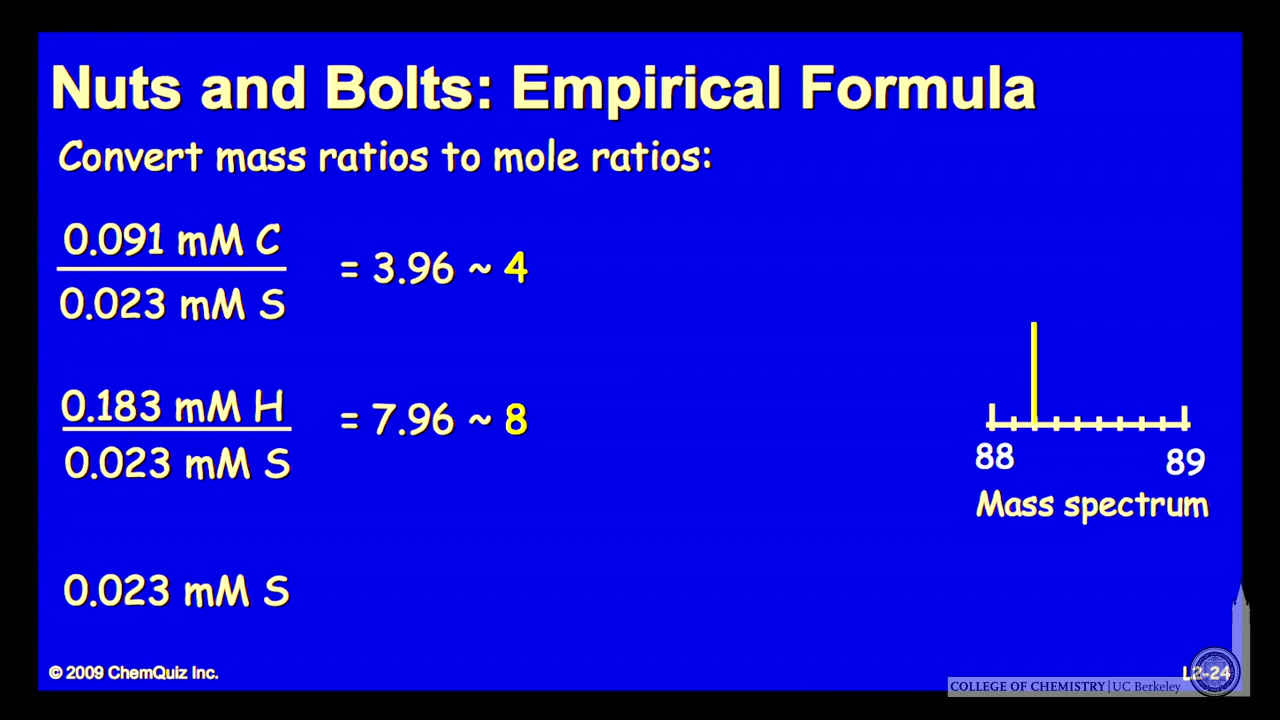 Nuts and Bolts: Empirical Formula
Convert mass ratios to mole ratios:
0.091 mM C
0.023 mM S
= 3.96 ~ 4
0.183 mM H
0.023 mM S
= 7.96 ~ 8
0.023 mM S
88
89
Mass spectrum
© 2009 ChemQuiz Inc.
L2-24
COLLEGE OF CHEMISTRY | UC Berkeley